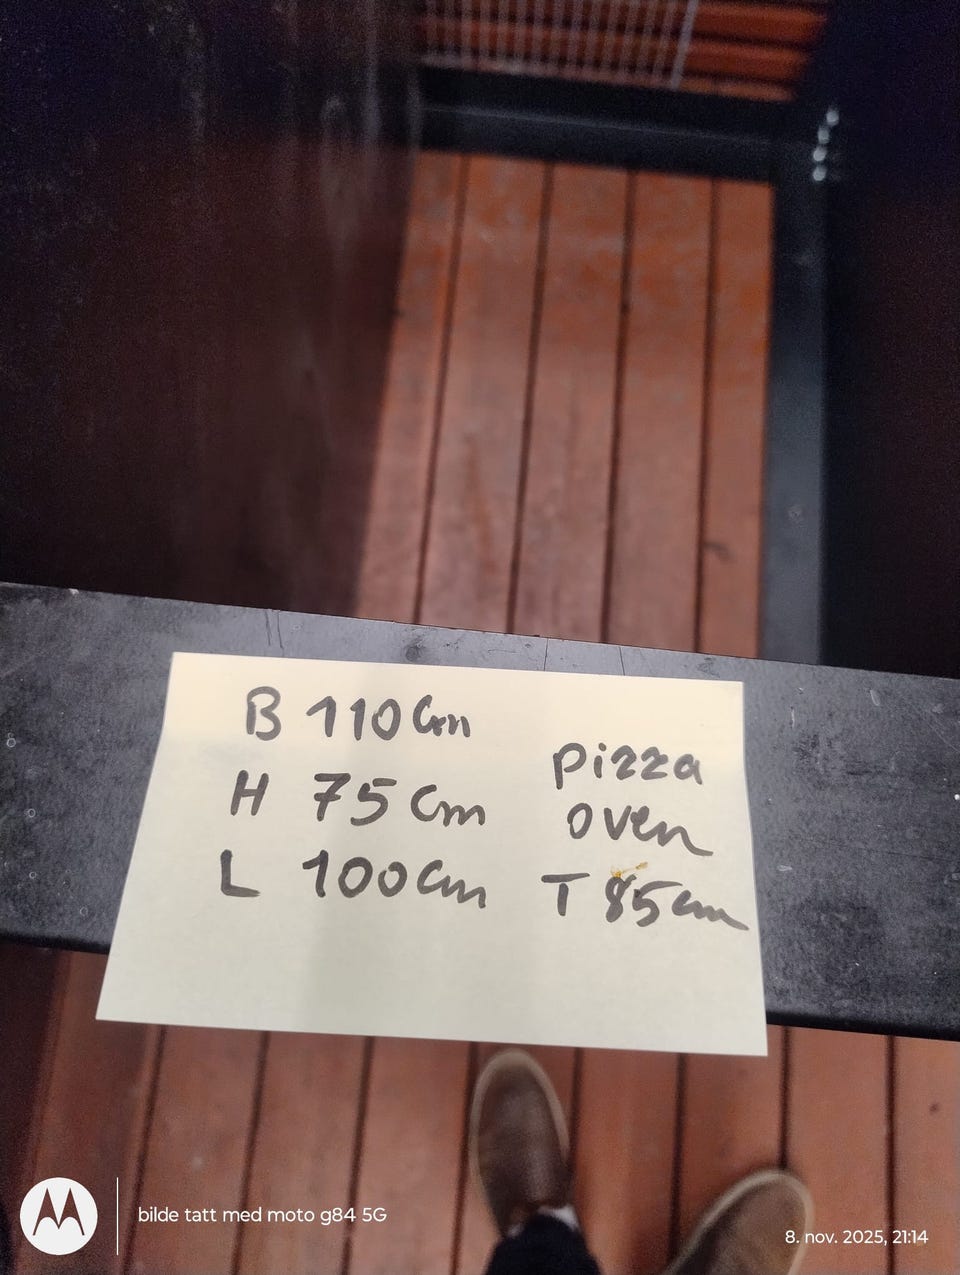 B 110 cm
H 75 cm
L 100 cm
pizza
oven
T 85 cm
bilde tatt med moto g84 5G
8. nov. 2025, 21:14